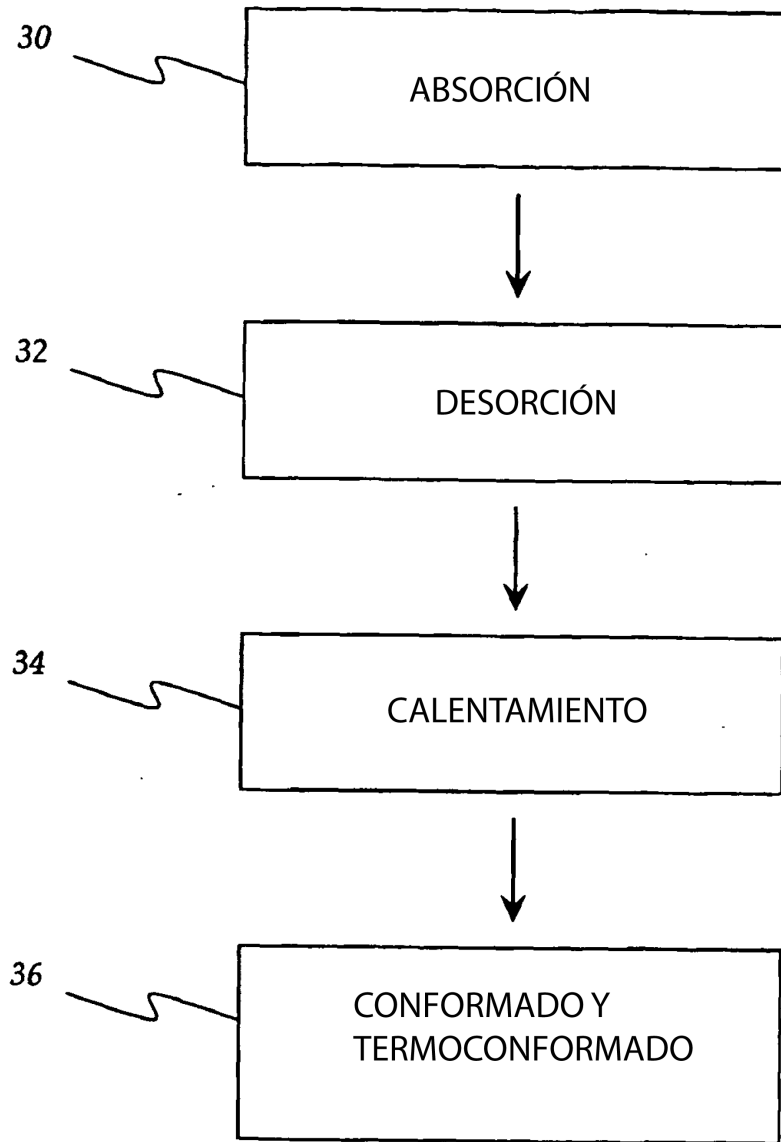 30
ABSORCIÓN
32
DESORCIÓN
34
CALENTAMIENTO
36
CONFORMADO Y
TERMOCONFORMADO